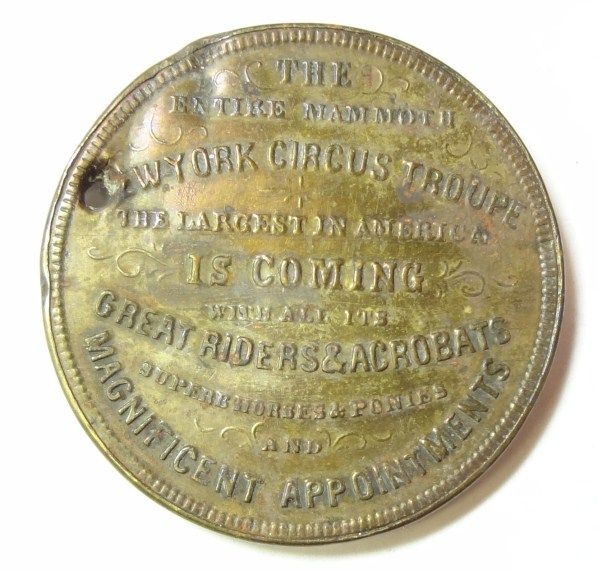 THE
ENTIRE MAMMOTH
EW YORK CIRCUS TROUPE
THE LARGEST IN AMERICA
IS COMING
WITH ALL ITS
GREAT RIDERS & ACROBATS
SUPERB HORSES & PONIES
AND
MAGNIFICENT APPOINTMENTS